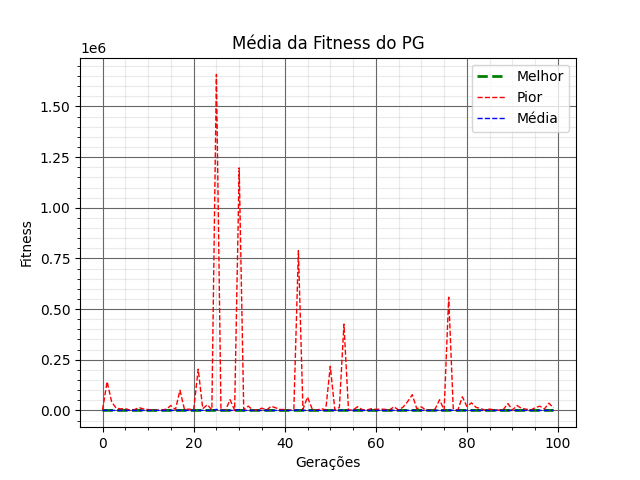 Média da Fitness do PG
1e6
Melhor
Pior
Média
1.50
1.25
1.00
0.75
0.50
0.25
0.00
Fitness
0 20 40 60 80 100
Gerações